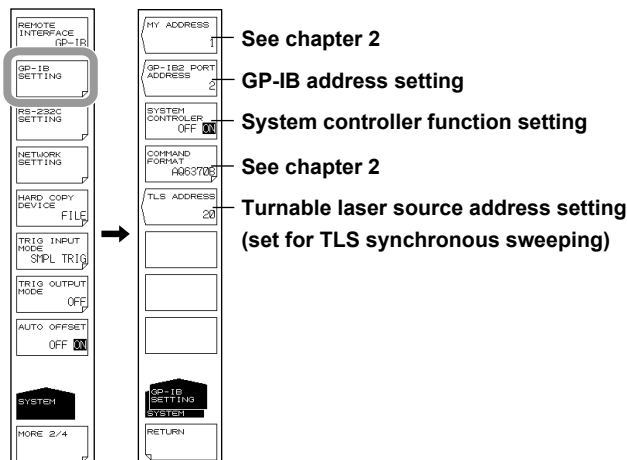 REMOTE
INTERFACE
GP-IB
GP-IB
SETTING
RS-232C
SETTING
NETWORK
SETTING
HARD COPY
DEVICE
FILE
TRIG INPUT
MODE
SMPL TRIG
TRIG OUTPUT
MODE
OFF
AUTO OFFSET
OFF ON
SYSTEM
MORE 2/4
MY ADDRESS
1
GP-IB2 PORT
ADDRESS
2
SYSTEM
CONTROLER
OFF ON
COMMAND
FORMAT
AQ6370B
TLS ADDRESS
20
GP-IB
SETTING
SYSTEM
RETURN
See chapter 2
GP-IB address setting
System controller function setting
See chapter 2
Turnable laser source address setting
(set for TLS synchronous sweeping)